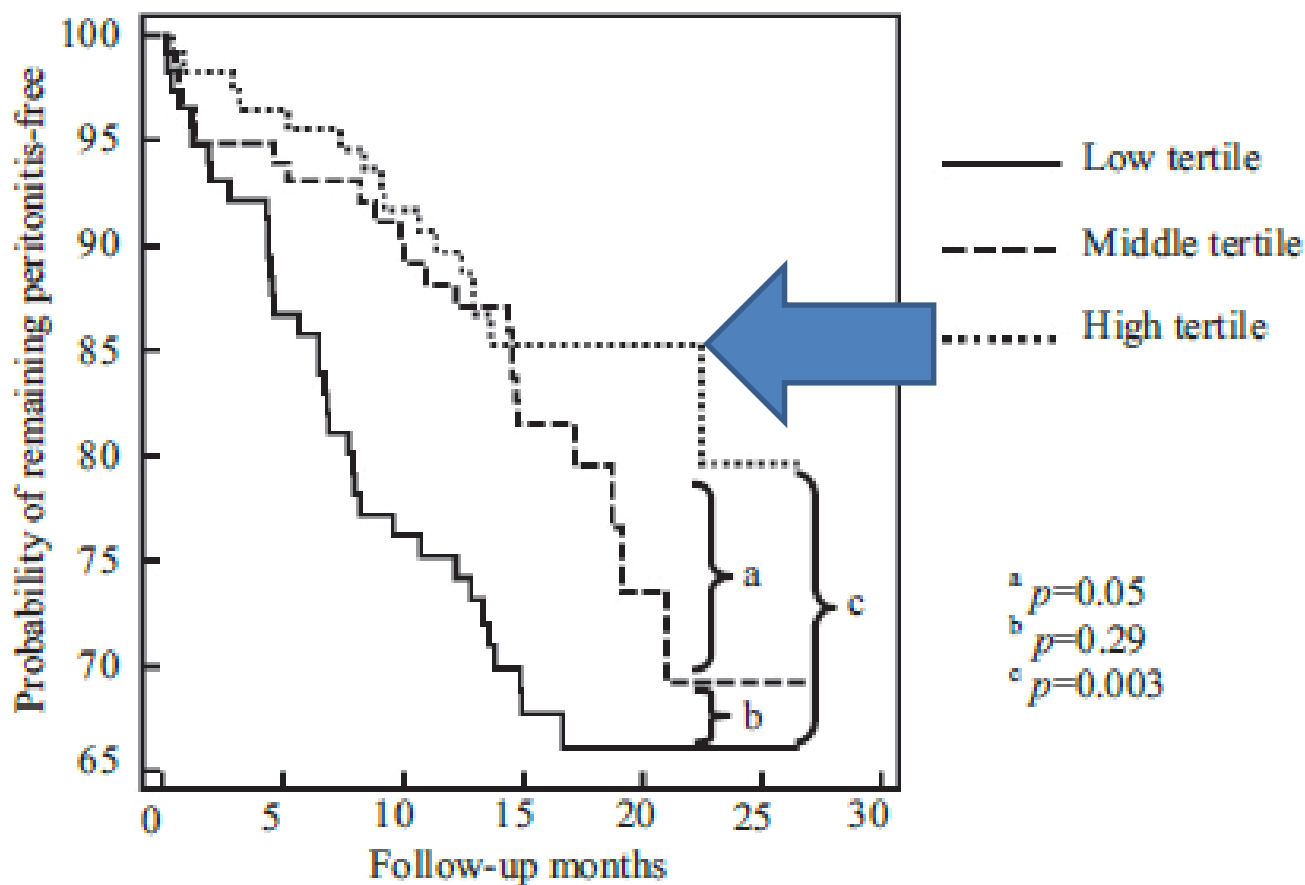 Probability of remaining peritonitis-free
100
95
90
85
80
75
70
65
0 5 10 15 20 25 30
Follow-up months
a
b
c
Low tertile
Middle tertile
High tertile
a p=0.05
b p=0.29
c p=0.003